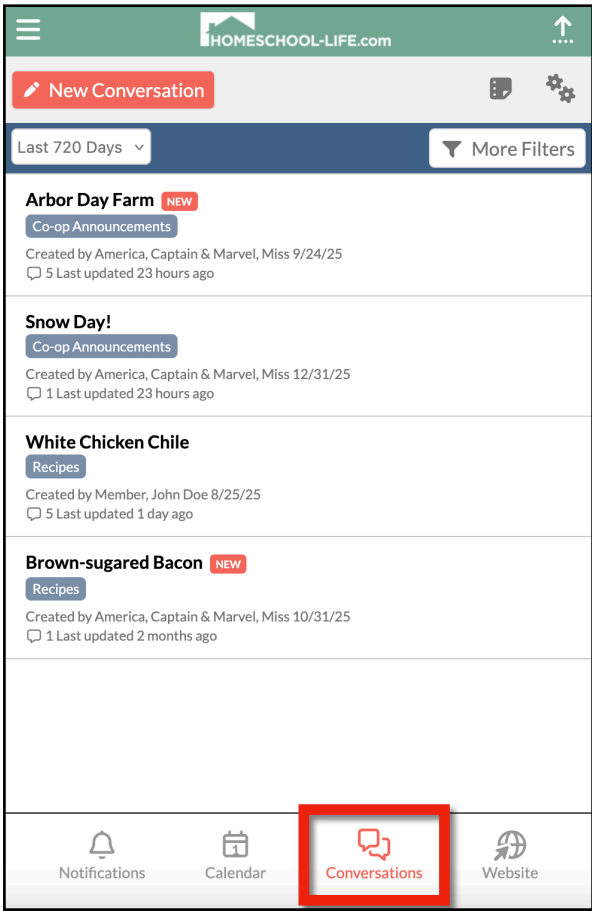 HOMESCHOOL-LIFE.com
New Conversation
Last 720 Days
More Filters
Arbor Day Farm NEW
Co-op Announcements
Created by America, Captain & Marvel, Miss 9/24/25
5 Last updated 23 hours ago
Snow Day!
Co-op Announcements
Created by America, Captain & Marvel, Miss 12/31/25
1 Last updated 23 hours ago
White Chicken Chile
Recipes
Created by Member, John Doe 8/25/25
5 Last updated 1 day ago
Brown-sugared Bacon NEW
Recipes
Created by America, Captain & Marvel, Miss 10/31/25
1 Last updated 2 months ago
1
Notifications
Calendar
Conversations
Website